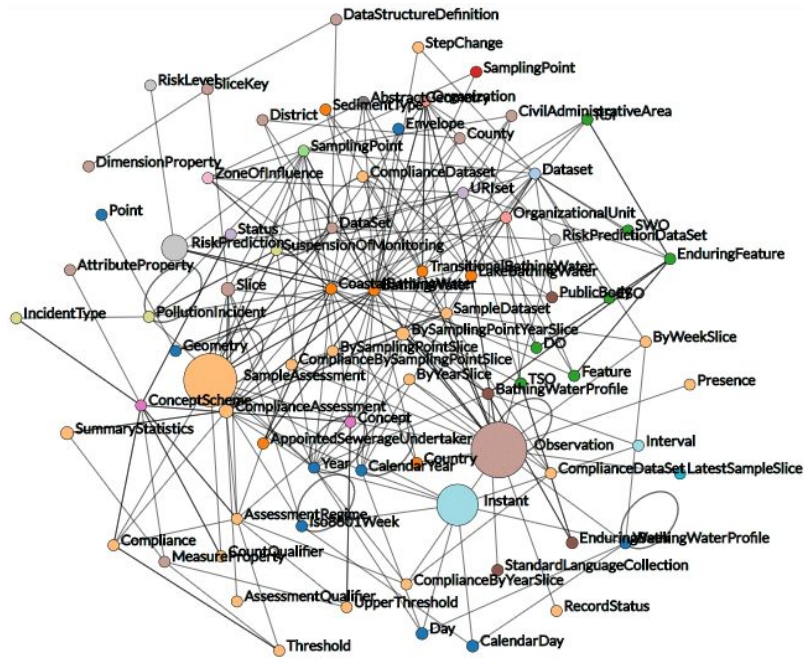 DataStructureDefinition
StepChange
SamplingPoint
RiskLevel
SliceKey
Organization
SedimentType
CivilAdministrativeArea
Envelope
District
County
SamplingPoint
DimensionProperty
ComplianceDataset
Dataset
ZoneOfInfluence
URIset
Point
OrganizationalUnit
DataSet
Status
SWO
RiskPredictionDataSet
RiskPrediction
SuspensionOfMonitoring
EnduringFeature
AttributeProperty
TransitionalBathingWater
LakeBathingWater
Slice
PublicBody
SampleDataset
IncidentType
PollutionIncident
BySamplingPointYearSlice
ByWeekSlice
DO
Geometry
BySamplingPointSlice
ComplianceBySamplingPointSlice
SampleAssessment
ByYearSlice
TSO
Feature
Presence
BathingWaterProfile
ConceptScheme
ComplianceAssessment
Concept
SummaryStatistics
AppointedSewerageUndertaker
Observation
Interval
Country
Year
CalendarYear
ComplianceDataSet
LatestSampleSlice
Instant
AssessmentRegime
Iso8601Week
Compliance
CountQualifier
MeasureProperty
StandardLanguageCollection
ComplianceByYearSlice
AssessmentQualifier
UpperThreshold
RecordStatus
Day
CalendarDay
Threshold